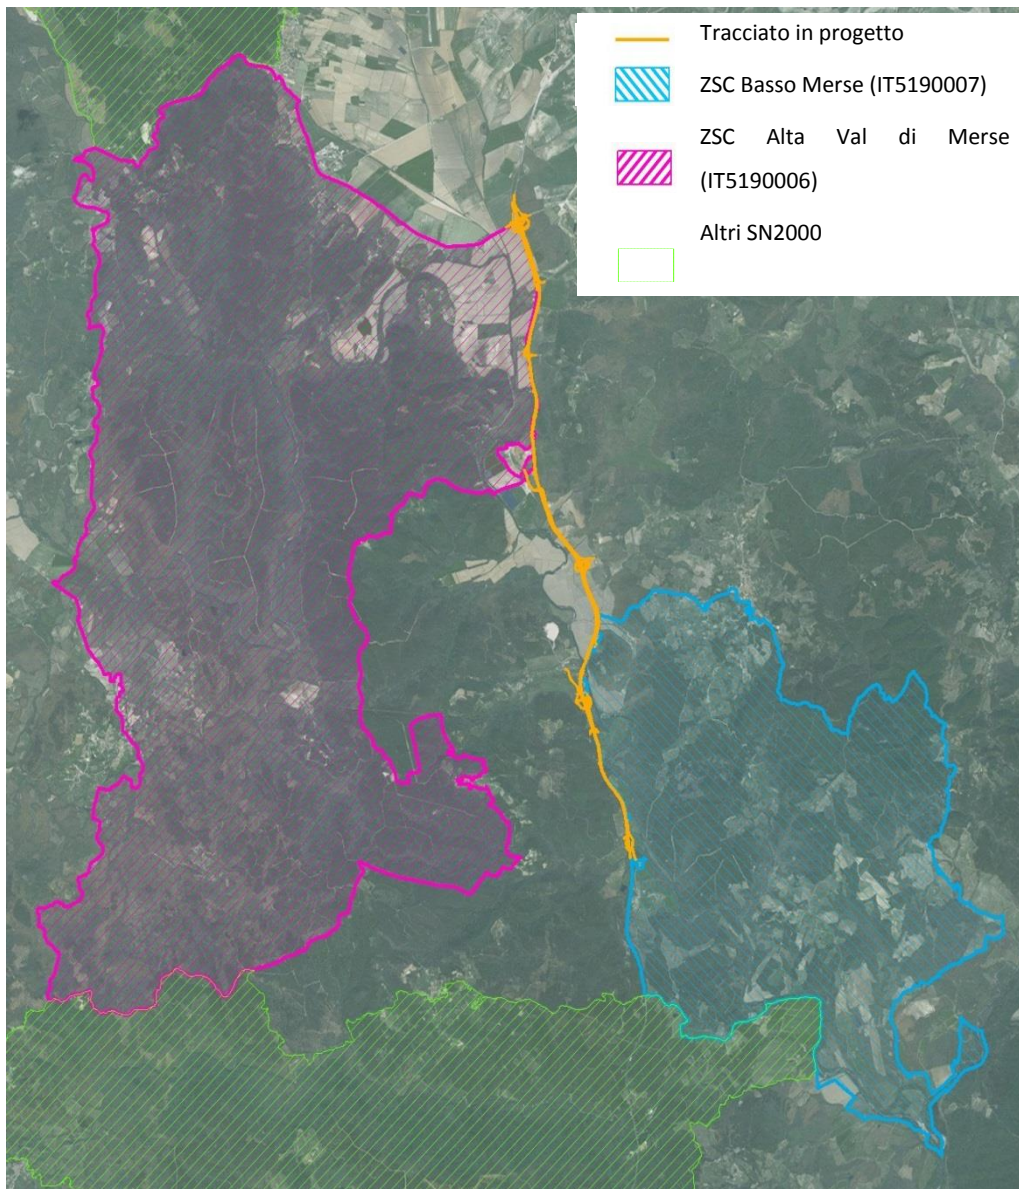 Tracciato in progetto
ZSC Basso Merse (IT5190007)
ZSC Alta Val di Merse
(IT5190006)
Altri SN2000